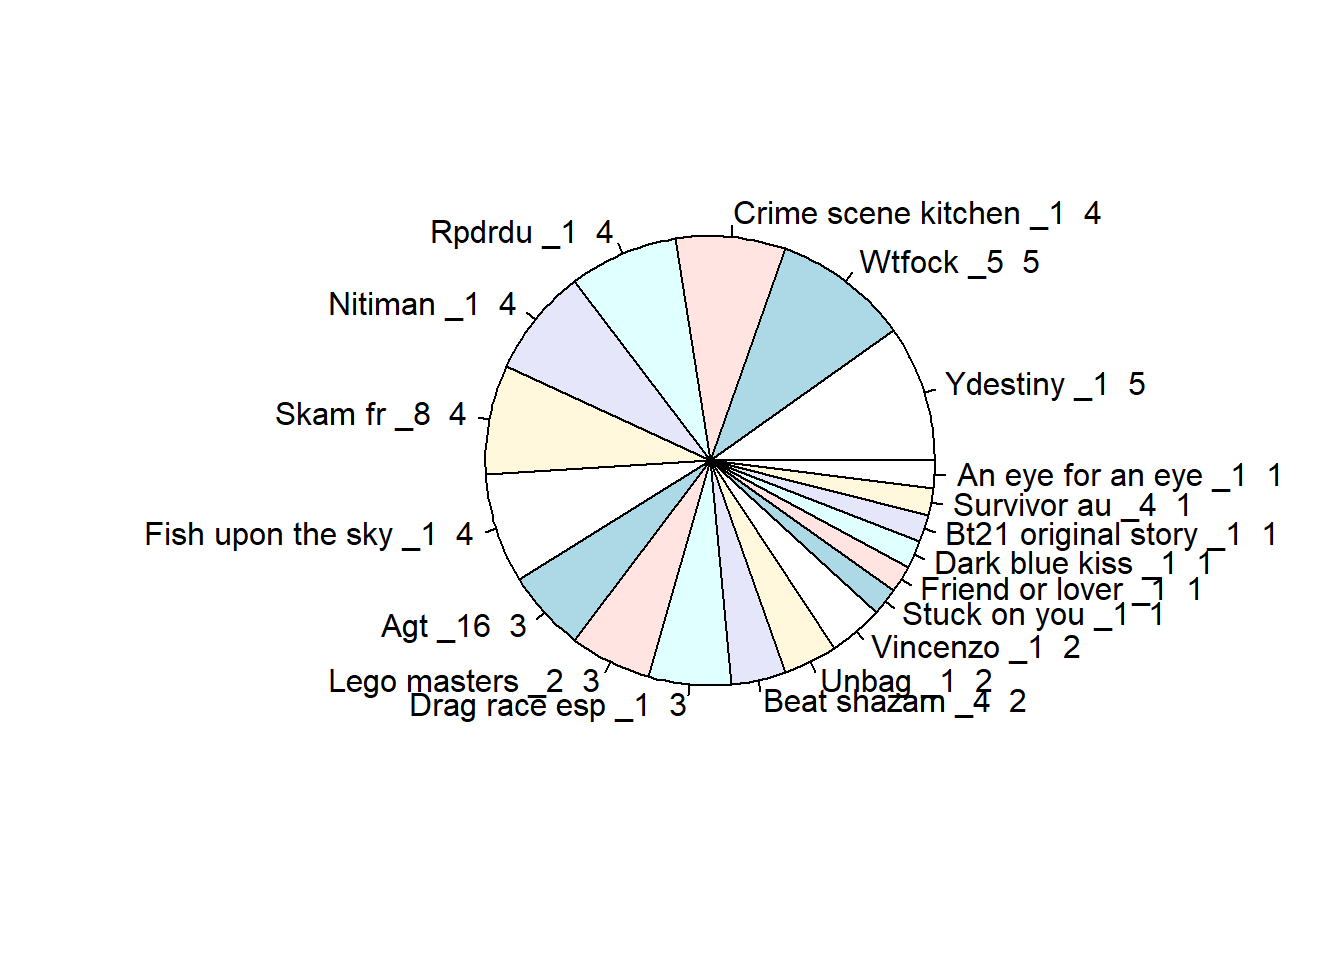 Crime scene kitchen _1  4
Rpdrdu _1  4
Wtfock _5  5
Nitiman _1  4
Ydestiny _1  5
Skam fr _8  4
An eye for an eye _1  1
Survivor au _4  1
Fish upon the sky _1  4
Bt21 original story _1  1
Dark blue kiss _1  1
Friend or lover _1  1
Stuck on you _1  1
Agt _16  3
Vincenzo _1  2
Lego masters _2  3
Unbag _1  2
Drag race esp _1  3
Beat shazam _4  2